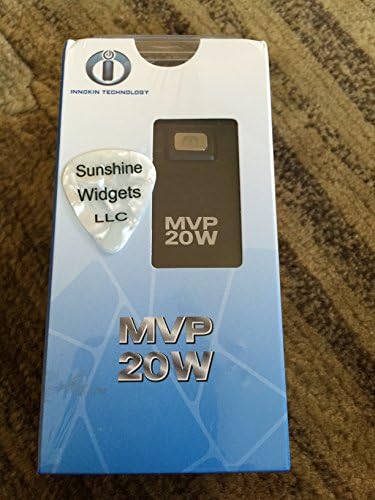 INNOKIN TECHNOLOGY
Sunshine
Widgets
LLC
MVP
20W
MVP
20W